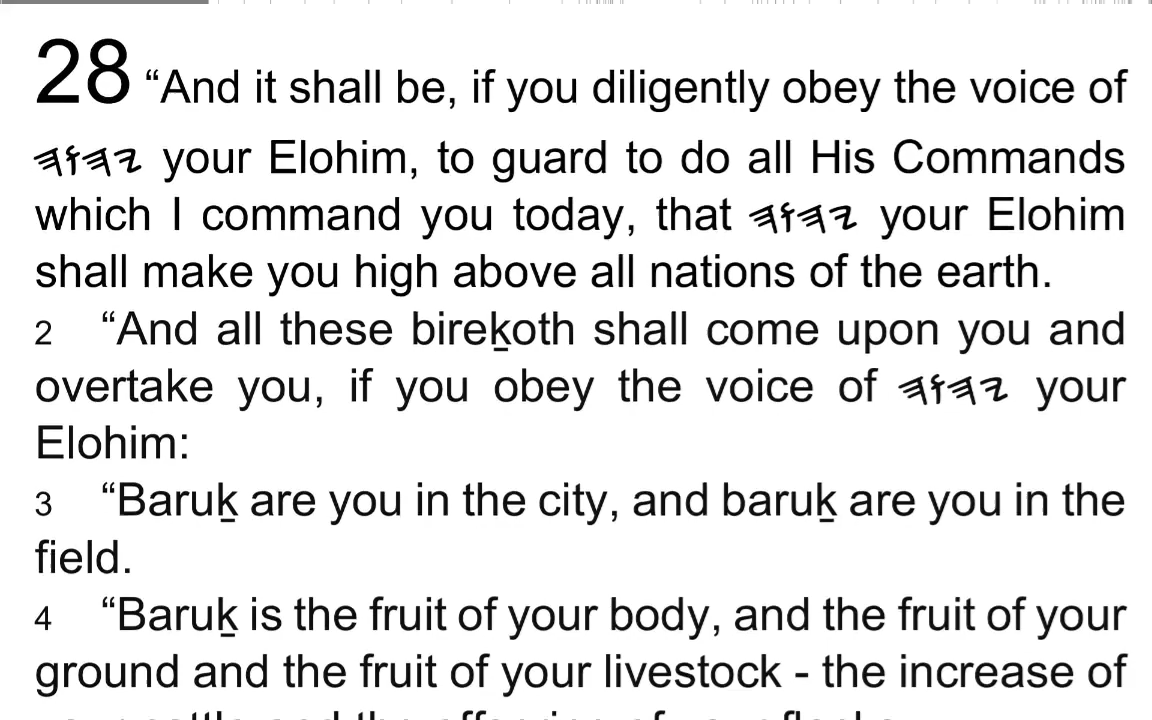 28 “And it shall be, if you diligently obey the voice of
𐤉𐤄𐤅𐤄 your Elohim, to guard to do all His Commands
which I command you today, that 𐤉𐤄𐤅𐤄 your Elohim
shall make you high above all nations of the earth.
2 “And all these bireḵoth shall come upon you and
overtake you, if you obey the voice of 𐤉𐤄𐤅𐤄 your
Elohim:
3 “Baruḵ are you in the city, and baruḵ are you in the
field.
4 “Baruḵ is the fruit of your body, and the fruit of your
ground and the fruit of your livestock - the increase of